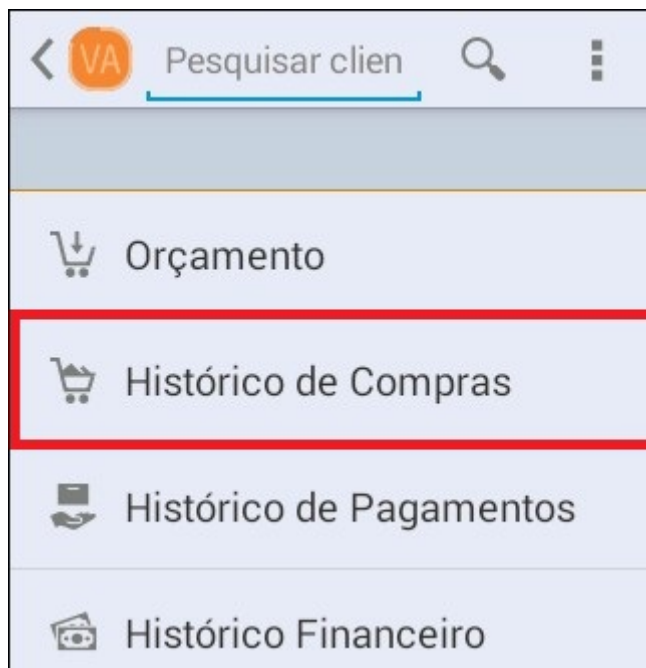 VA Pesquisar clien
Orçamento
Histórico de Compras
Histórico de Pagamentos
Histórico Financeiro